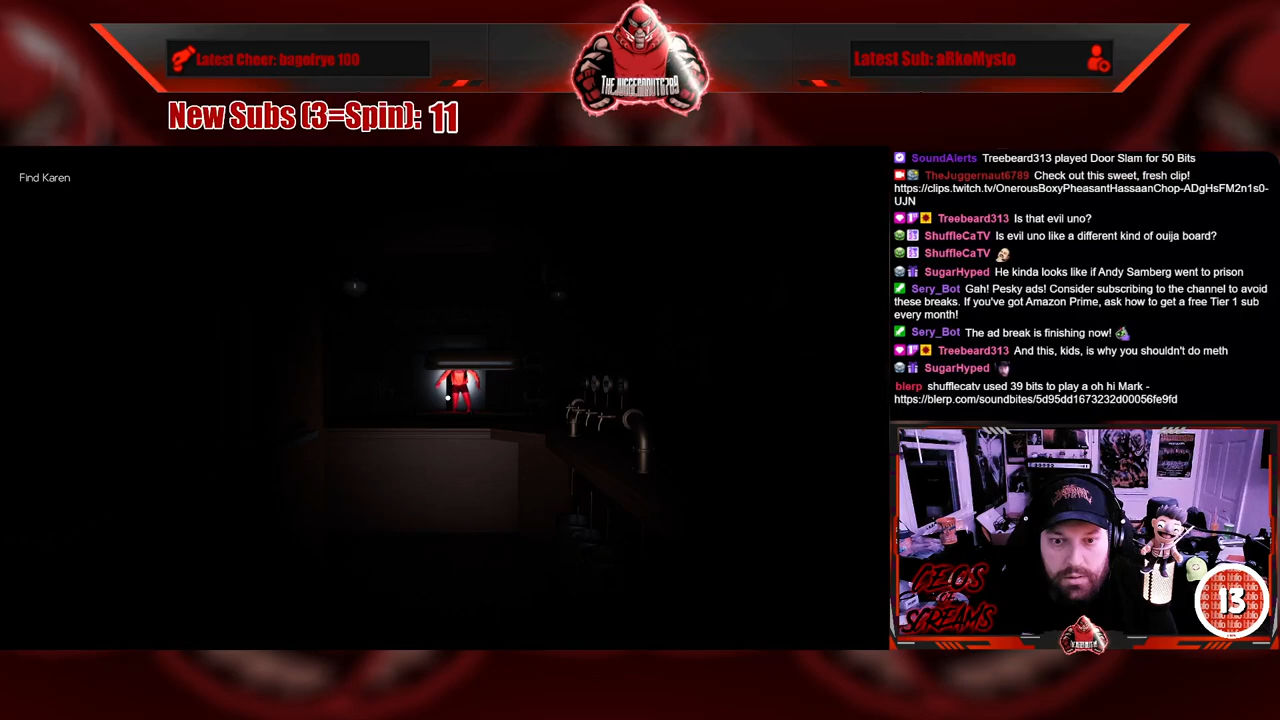 Latest Cheer: bagofrye 100
THEJUGGERNAUT6789
Latest Sub: aRkoMysto
New Subs (3=Spin): 11
Find Karen
SoundAlerts Treebeard313 played Door Slam for 50 Bits
TheJuggernaut6789 Check out this sweet, fresh clip!
https://clips.twitch.tv/OnerousBoxyPheasantHassaanChop-ADgHsFM2n1s0-
UJN
Treebeard313 Is that evil uno?
ShuffleCaTV Is evil uno like a different kind of ouija board?
ShuffleCaTV
SugarHyped He kinda looks like if Andy Samberg went to prison
Sery_Bot Gah! Pesky ads! Consider subscribing to the channel to avoid
these breaks. If you've got Amazon Prime, ask how to get a free Tier 1 sub
every month!
Sery_Bot The ad break is finishing now!
Treebeard313 And this, kids, is why you shouldn't do meth
SugarHyped
blerp shufflecatv used 39 bits to play a oh hi Mark -
https://blerp.com/soundbites/5d95dd1673232d00056fe9fd
SCREAMS
13